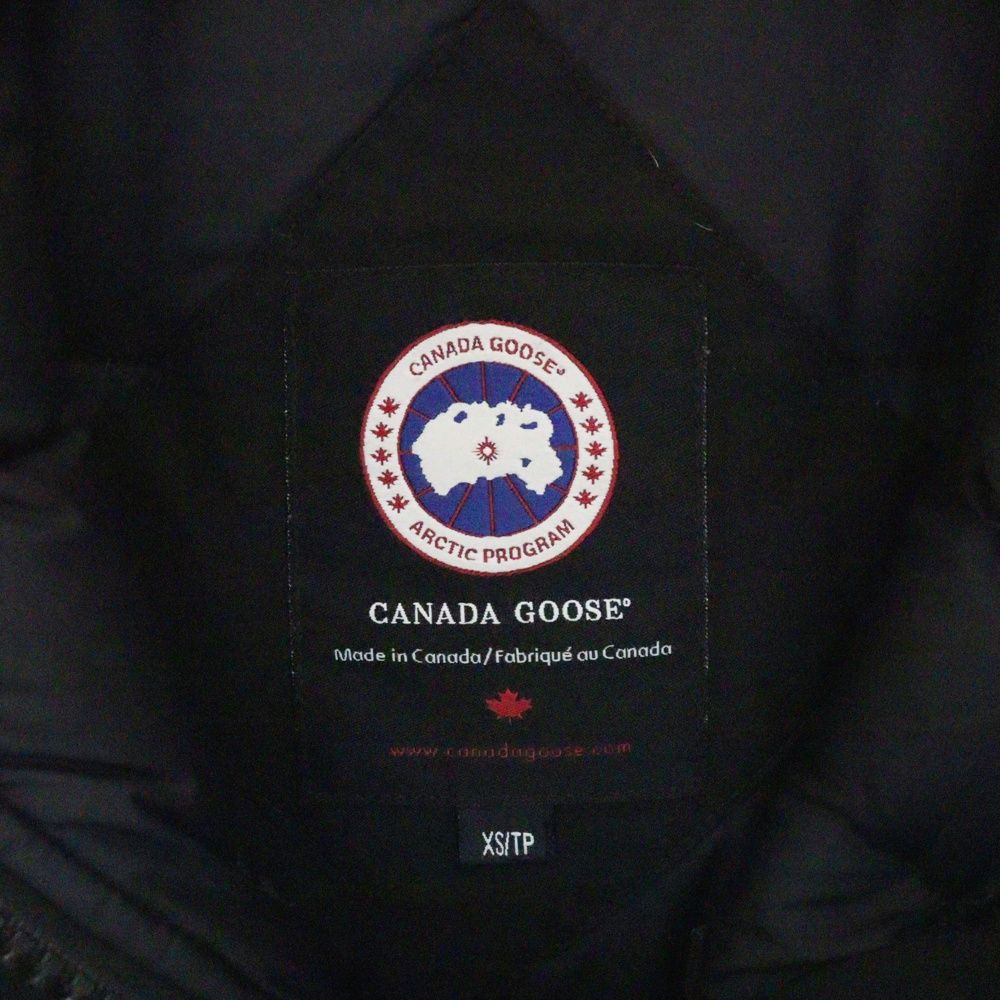 CANADA GOOSE®
ARCTIC PROGRAM
CANADA GOOSE®
Made in Canada/Fabriqué au Canada
www.canadagoose.com
XS/TP